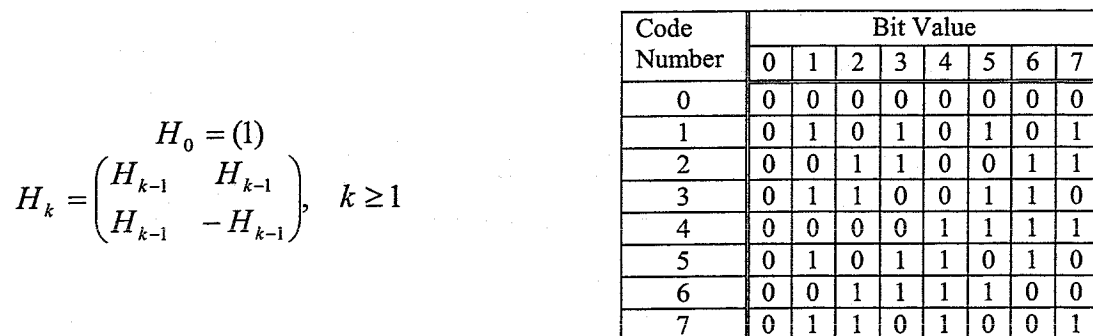 H_0 = (1)
H_k = \begin{pmatrix} H_{k-1} & H_{k-1} \\ H_{k-1} & -H_{k-1} \end{pmatrix}, k ≥ 1
Code Number | Bit Value
0 1 2 3 4 5 6 7
0 0 0 0 0 0 0 0 0
1 0 1 0 1 0 1 0 1
2 0 0 1 1 0 0 1 1
3 0 1 1 0 0 1 1 0
4 0 0 0 0 1 1 1 1
5 0 1 0 1 1 0 1 0
6 0 0 1 1 1 1 0 0
7 0 1 1 0 1 0 0 1